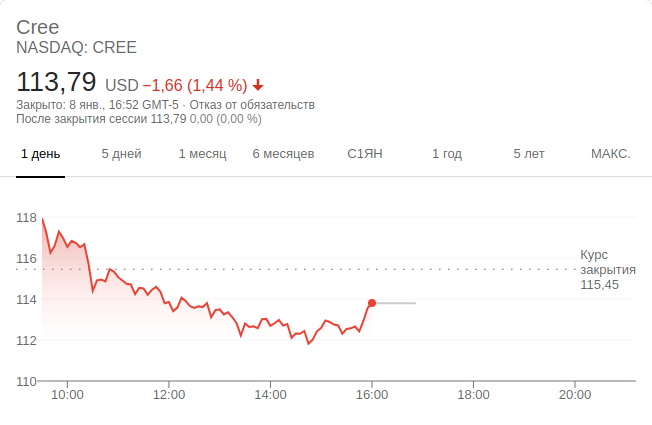 Cree
NASDAQ: CREE
113,79 USD −1,66 (1,44 %)
Закрыто: 8 янв., 16:52 GMT-5 · Отказ от обязательств
После закрытия сессии 113,79 0,00 (0,00 %)
1 день 5 дней 1 месяц 6 месяцев С1ЯН 1 год 5 лет МАКС.
118
116
114
112
110
Курс
закрытия
115,45
10:00 12:00 14:00 16:00 18:00 20:00